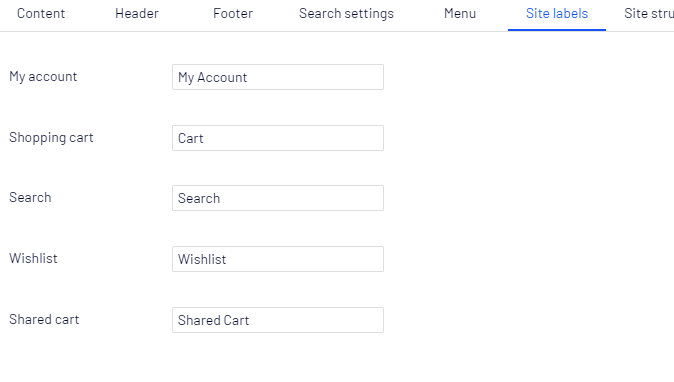 Content Header Footer Search settings Menu Site labels Site stru
My account My Account
Shopping cart Cart
Search Search
Wishlist Wishlist
Shared cart Shared Cart